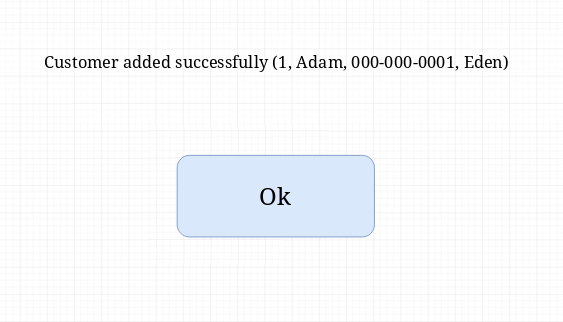 Customer added successfully (1, Adam, 000-000-0001, Eden)
Ok